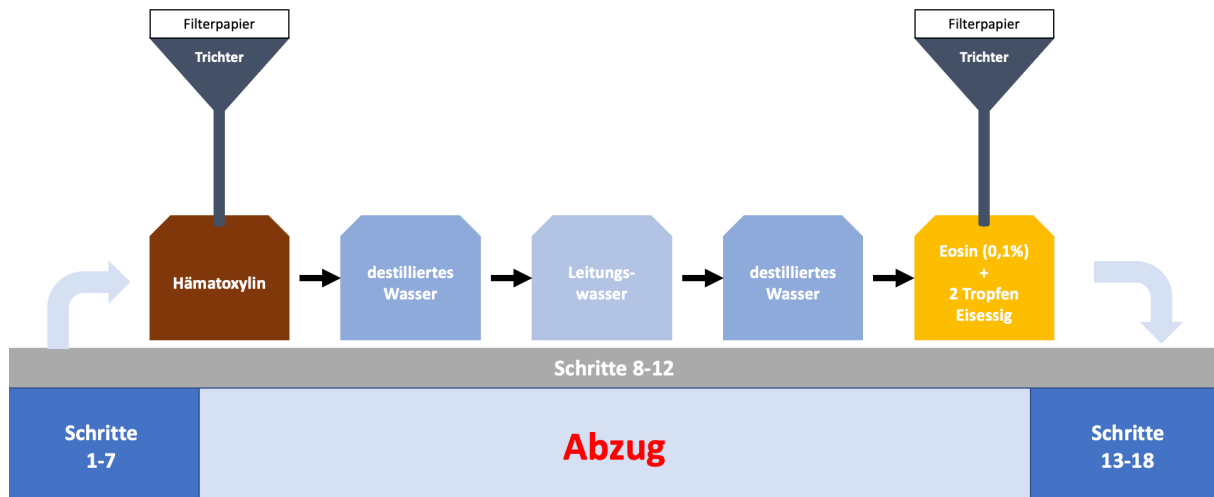 Filterpapier
Trichter
Filterpapier
Trichter
Hämatoxylin
destilliertes
Wasser
Leitungs-
wasser
destilliertes
Wasser
Eosin (0,1%)
+
2 Tropfen
Eisessig
Schritte 8-12
Schritte
1-7
Abzug
Schritte
13-18